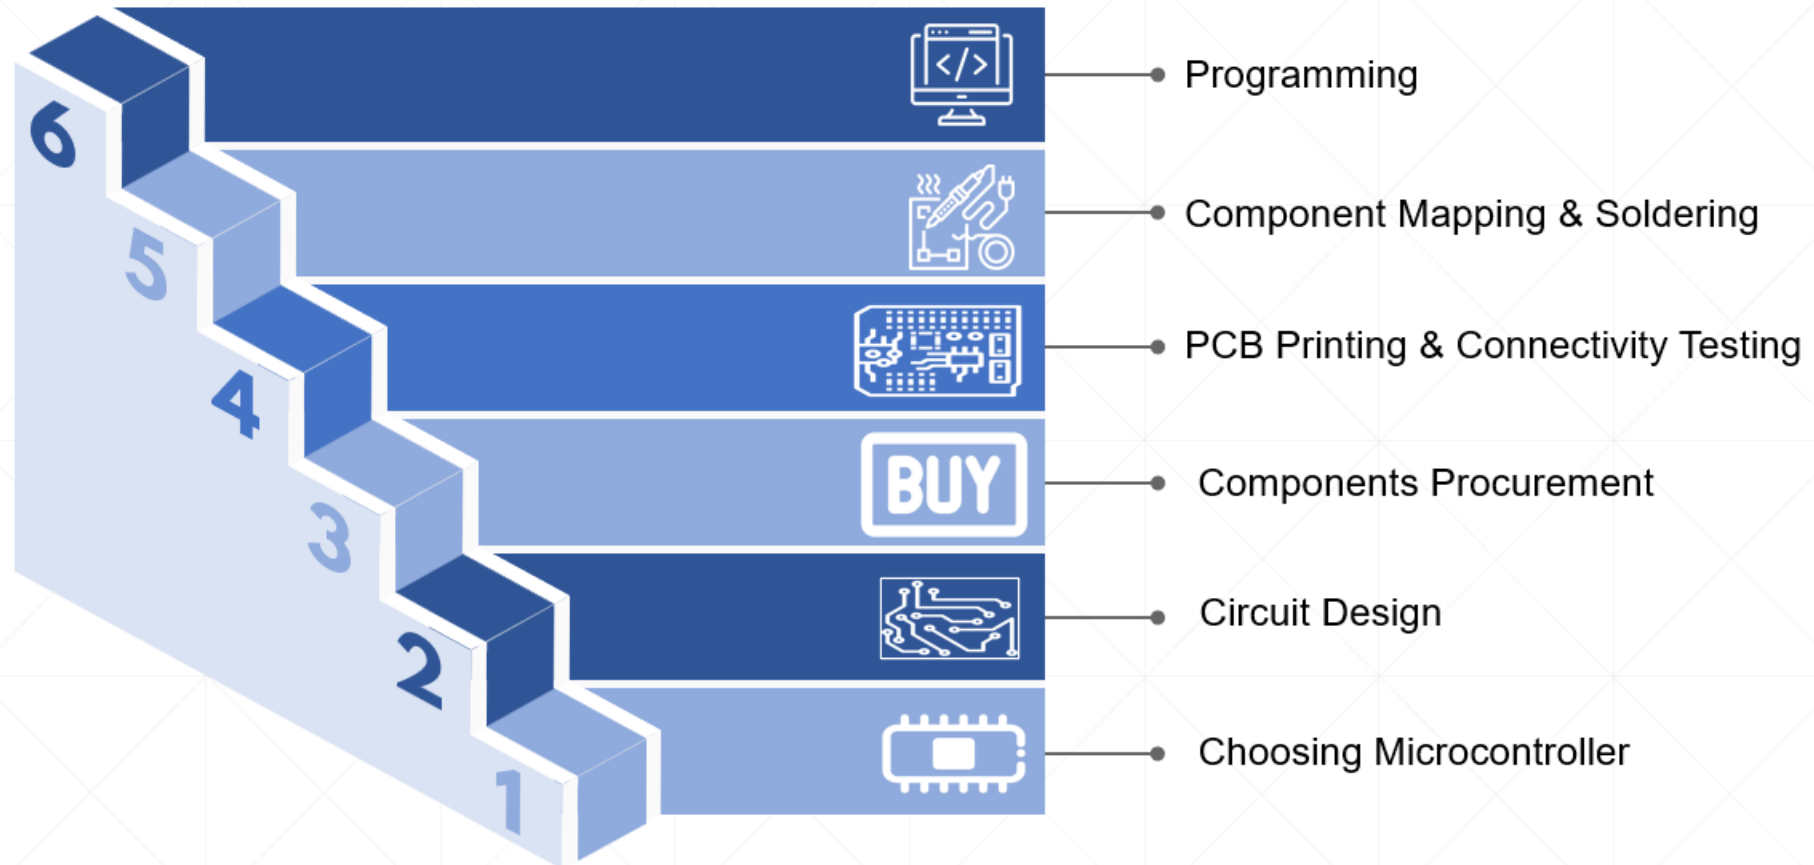 6
Programming
5
Component Mapping & Soldering
4
PCB Printing & Connectivity Testing
3
BUY
Components Procurement
2
Circuit Design
1
Choosing Microcontroller